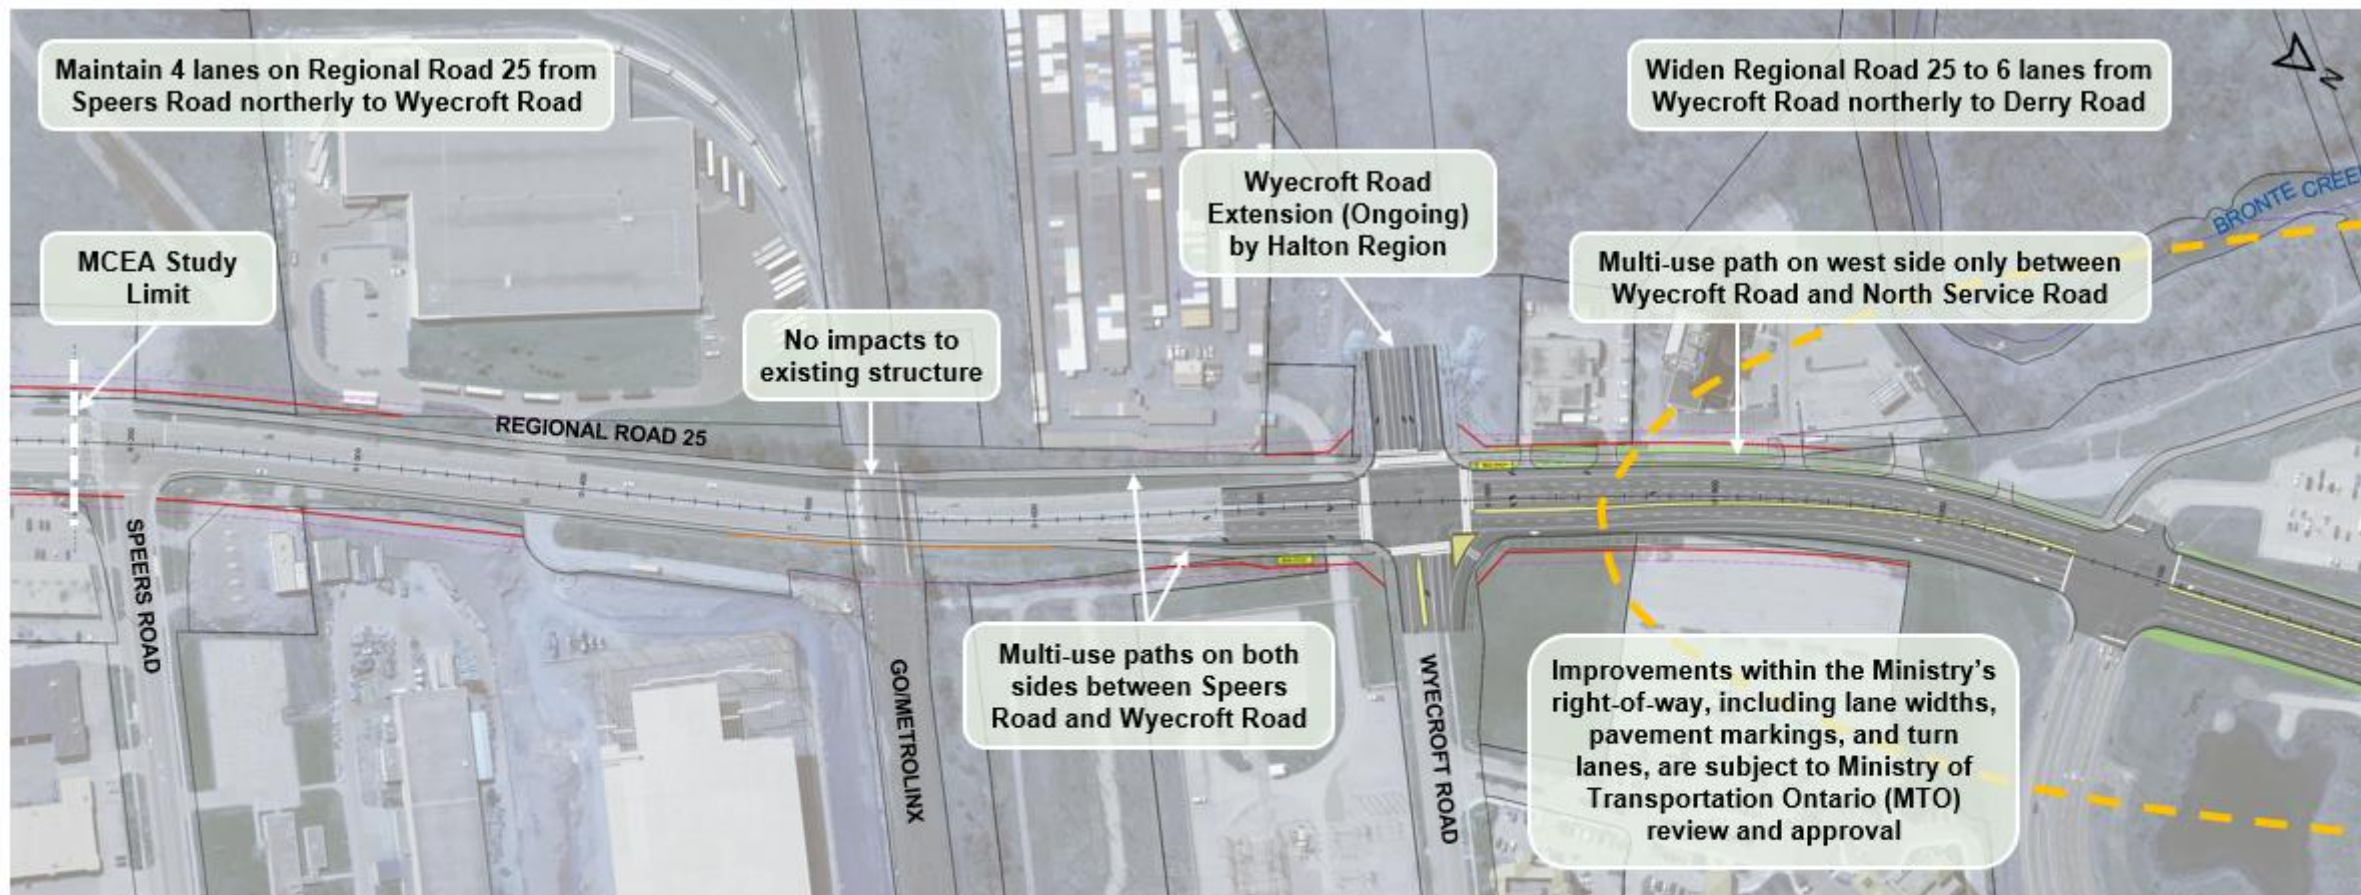 Maintain 4 lanes on Regional Road 25 from
Speers Road northerly to Wyecroft Road
Widen Regional Road 25 to 6 lanes from
Wyecroft Road northerly to Derry Road
N
Wyecroft Road
Extension (Ongoing)
by Halton Region
BRONTE CREE
MCEA Study
Limit
Multi-use path on west side only between
Wyecroft Road and North Service Road
No impacts to
existing structure
REGIONAL ROAD 25
SPEERS ROAD
GO/METROLINX
Multi-use paths on both
sides between Speers
Road and Wyecroft Road
WYECROFT ROAD
Improvements within the Ministry’s
right-of-way, including lane widths,
pavement markings, and turn
lanes, are subject to Ministry of
Transportation Ontario (MTO)
review and approval